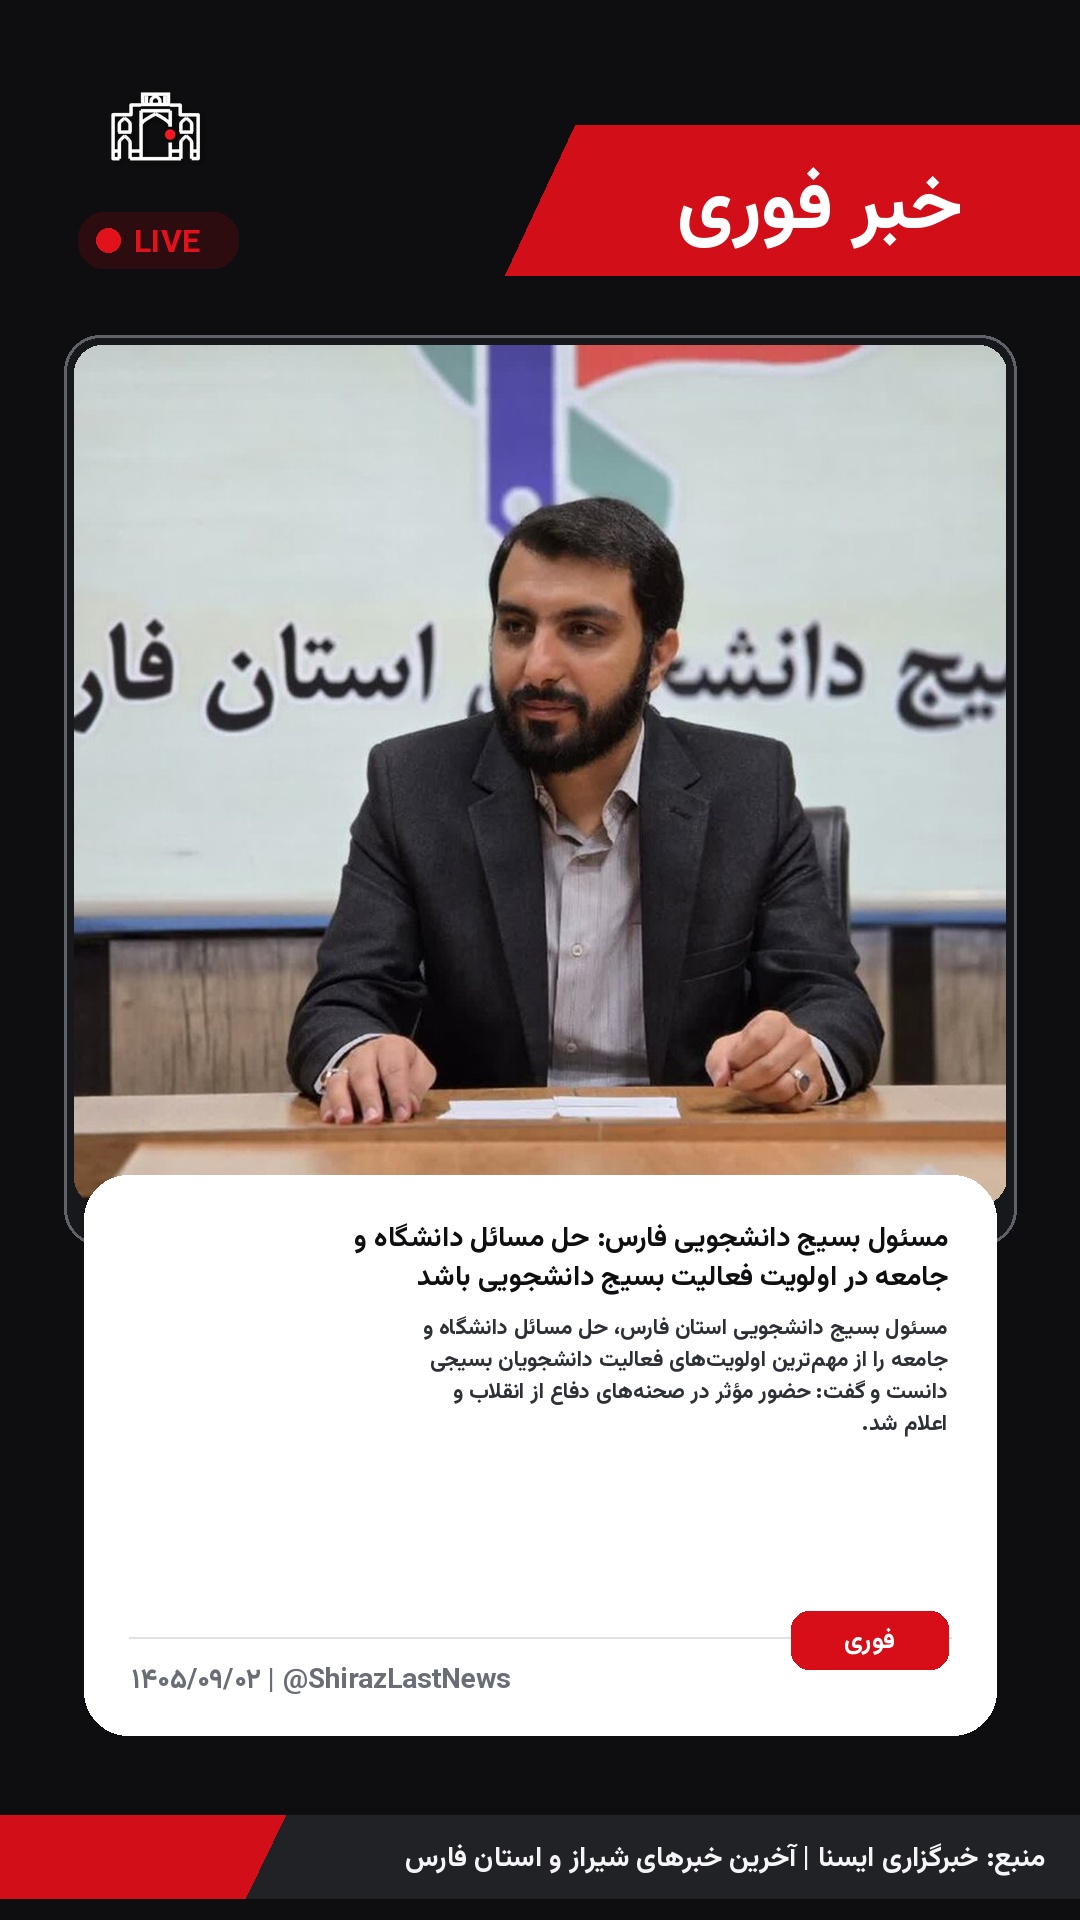 خبر فوری
LIVE
دانشجویی استان
مسئول بسیج دانشجویی فارس: حل مسائل دانشگاه و
جامعه در اولویت فعالیت بسیج دانشجویی باشد
مسئول بسیج دانشجویی استان فارس، حل مسائل دانشگاه و
جامعه را از مهم‌ترین اولویت‌های فعالیت دانشجویان بسیجی
دانست و گفت: حضور مؤثر در صحنه‌های دفاع از انقلاب و
اعلام شد.
فوری
۱۴۰۵/۰۹/۰۲ | @ShirazLastNews
منبع: خبرگزاری ایسنا | آخرین خبرهای شیراز و استان فارس